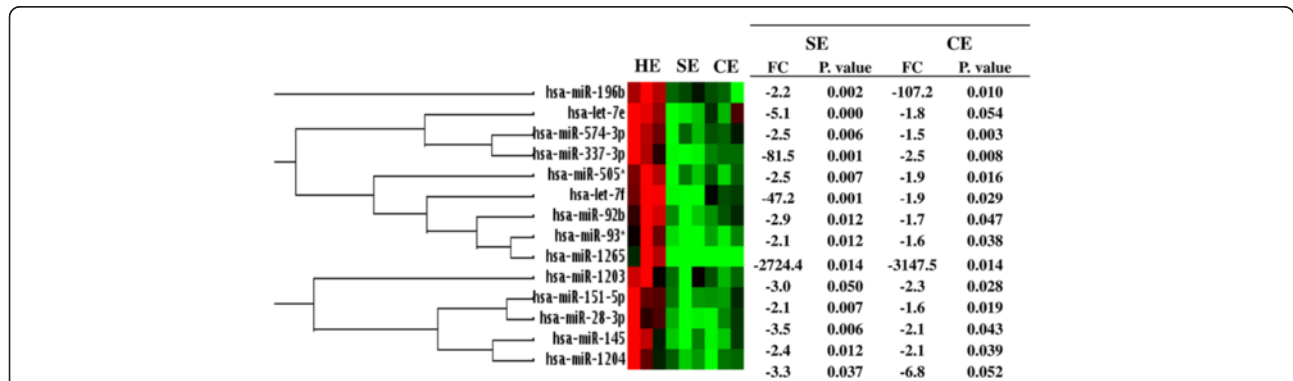 SE CE
HE SE CE FC P. value FC P. value
hsa-miR-196b -2.2 0.002 -107.2 0.010
hsa-let-7e -5.1 0.000 -1.8 0.054
hsa-miR-574-3p -2.5 0.006 -1.5 0.003
hsa-miR-337-3p -81.5 0.001 -2.5 0.008
hsa-miR-505* -2.5 0.007 -1.9 0.016
hsa-let-7f -47.2 0.001 -1.9 0.029
hsa-miR-92b -2.9 0.012 -1.7 0.047
hsa-miR-93* -2.1 0.012 -1.6 0.038
hsa-miR-1265 -2724.4 0.014 -3147.5 0.014
hsa-miR-1203 -3.0 0.050 -2.3 0.028
hsa-miR-151-5p -2.1 0.007 -1.6 0.019
hsa-miR-28-3p -3.5 0.006 -2.1 0.043
hsa-miR-145 -2.4 0.012 -2.1 0.039
hsa-miR-1204 -3.3 0.037 -6.8 0.052